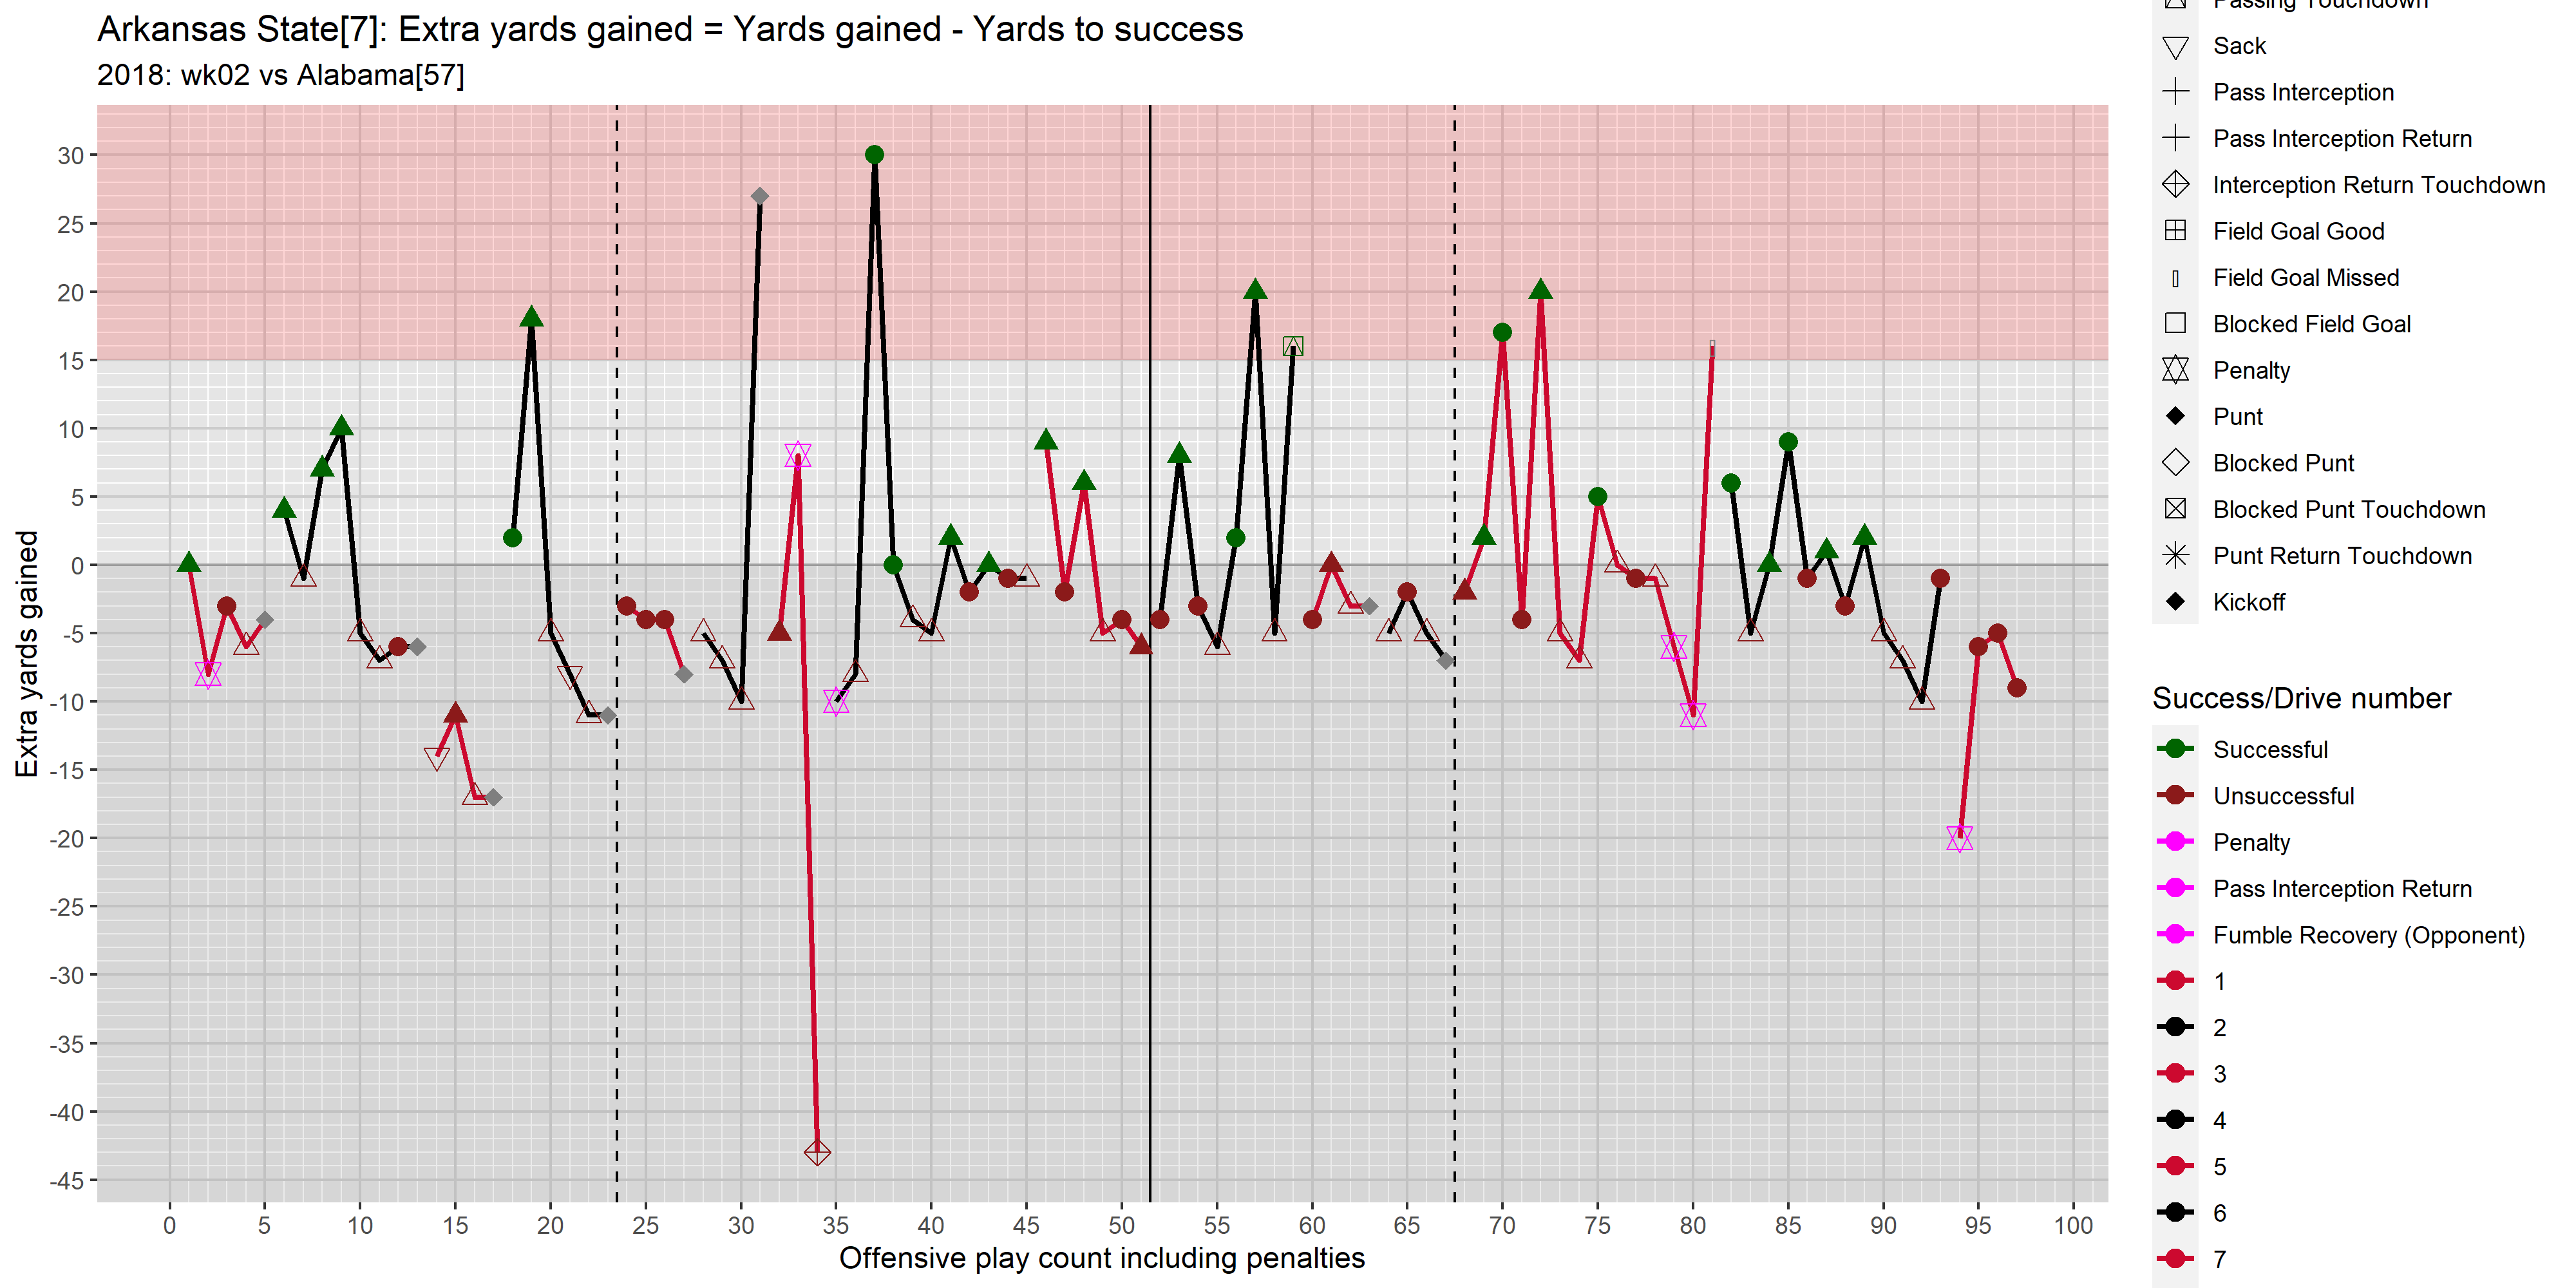 Arkansas State[7]: Extra yards gained = Yards gained - Yards to success
2018: wk02 vs Alabama[57]
Extra yards gained
30
25
20
15
10
5
0
-5
-10
-15
-20
-25
-30
-35
-40
-45
0 5 10 15 20 25 30 35 40 45 50 55 60 65 70 75 80 85 90 95 100
Offensive play count including penalties
Passing Touchdown
Sack
Pass Interception
Pass Interception Return
Interception Return Touchdown
Field Goal Good
Field Goal Missed
Blocked Field Goal
Penalty
Punt
Blocked Punt
Blocked Punt Touchdown
Punt Return Touchdown
Kickoff
Success/Drive number
Successful
Unsuccessful
Penalty
Pass Interception Return
Fumble Recovery (Opponent)
1
2
3
4
5
6
7